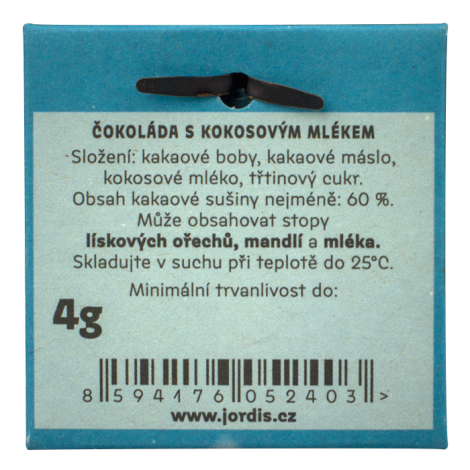 ČOKOLÁDA S KOKOSOVÝM MLÉKEM
Složení: kakaové boby, kakaové máslo,
kokosové mléko, třtinový cukr.
Obsah kakaové sušiny nejméně: 60 %.
Může obsahovat stopy
lískových ořechů, mandlí a mléka.
Skladujte v suchu při teplotě do 25°C.
Minimální trvanlivost do:
4g
8 594176 052403 >
www.jordis.cz